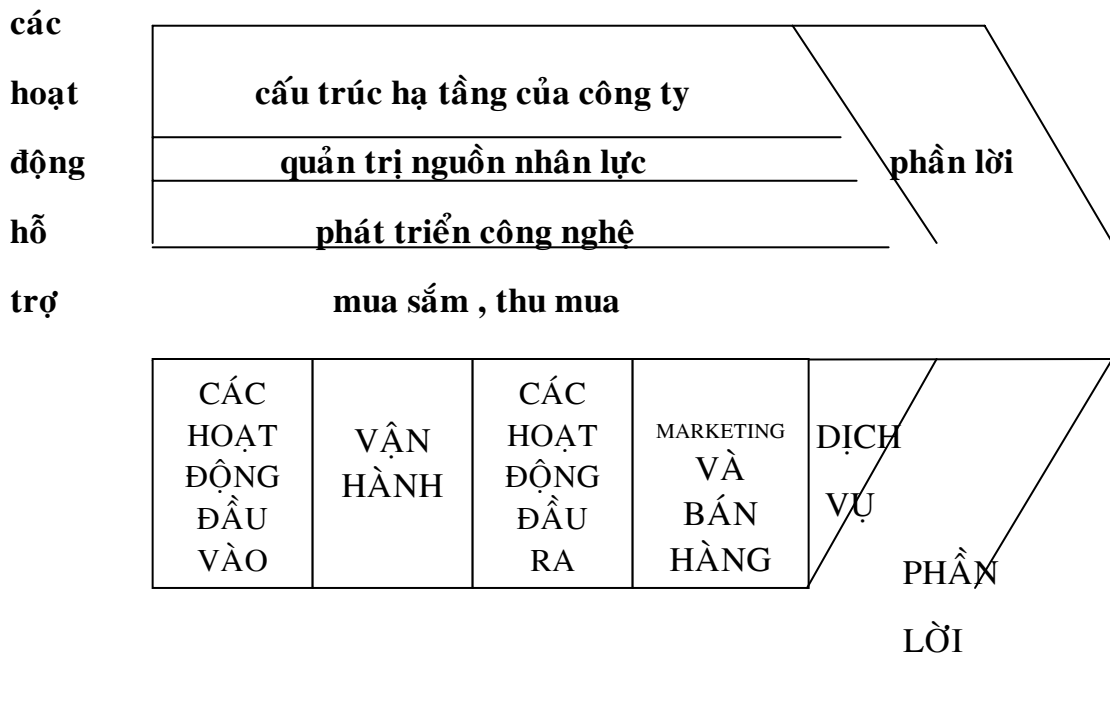 các
hoạt
động
hỗ
trợ
cấu trúc hạ tầng của công ty
quản trị nguồn nhân lực
phát triển công nghệ
mua sắm , thu mua
phần lời
CÁC
HOẠT
ĐỘNG
ĐẦU
VÀO
VẬN
HÀNH
CÁC
HOẠT
ĐỘNG
ĐẦU
RA
MARKETING
VÀ
BÁN
HÀNG
DỊCH
VỤ
PHẦN
LỜI